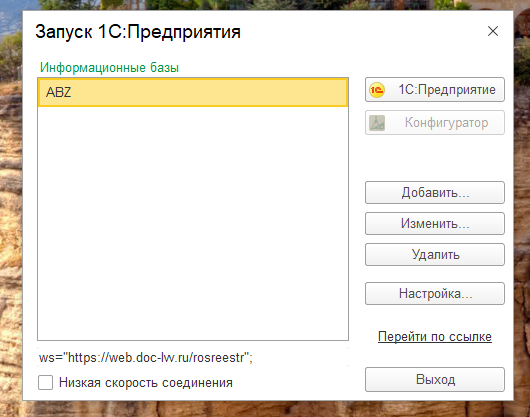 Запуск 1С:Предприятия
Информационные базы
ABZ
1С:Предприятие
Конфигуратор
Добавить...
Изменить...
Удалить
Настройка...
Перейти по ссылке
ws="https://web.doc-lw.ru/rosreestr";
Низкая скорость соединения
Выход